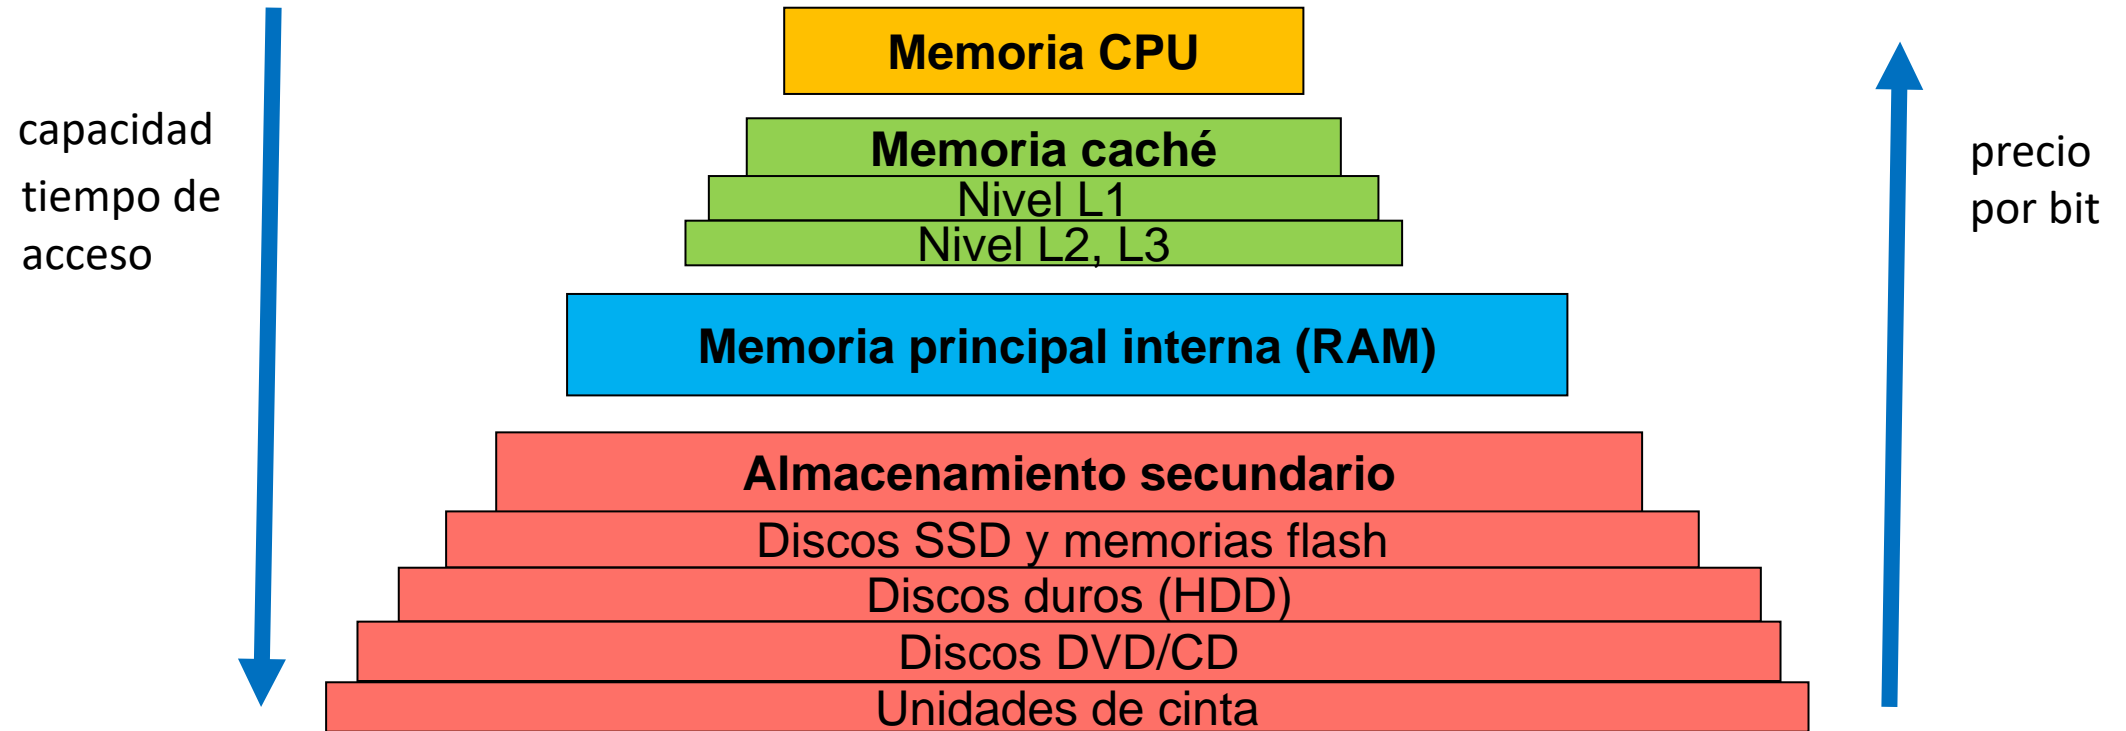 Memoria CPU
capacidad
tiempo de
acceso
Memoria caché
Nivel L1
Nivel L2, L3
precio
por bit
Memoria principal interna (RAM)
Almacenamiento secundario
Discos SSD y memorias flash
Discos duros (HDD)
Discos DVD/CD
Unidades de cinta